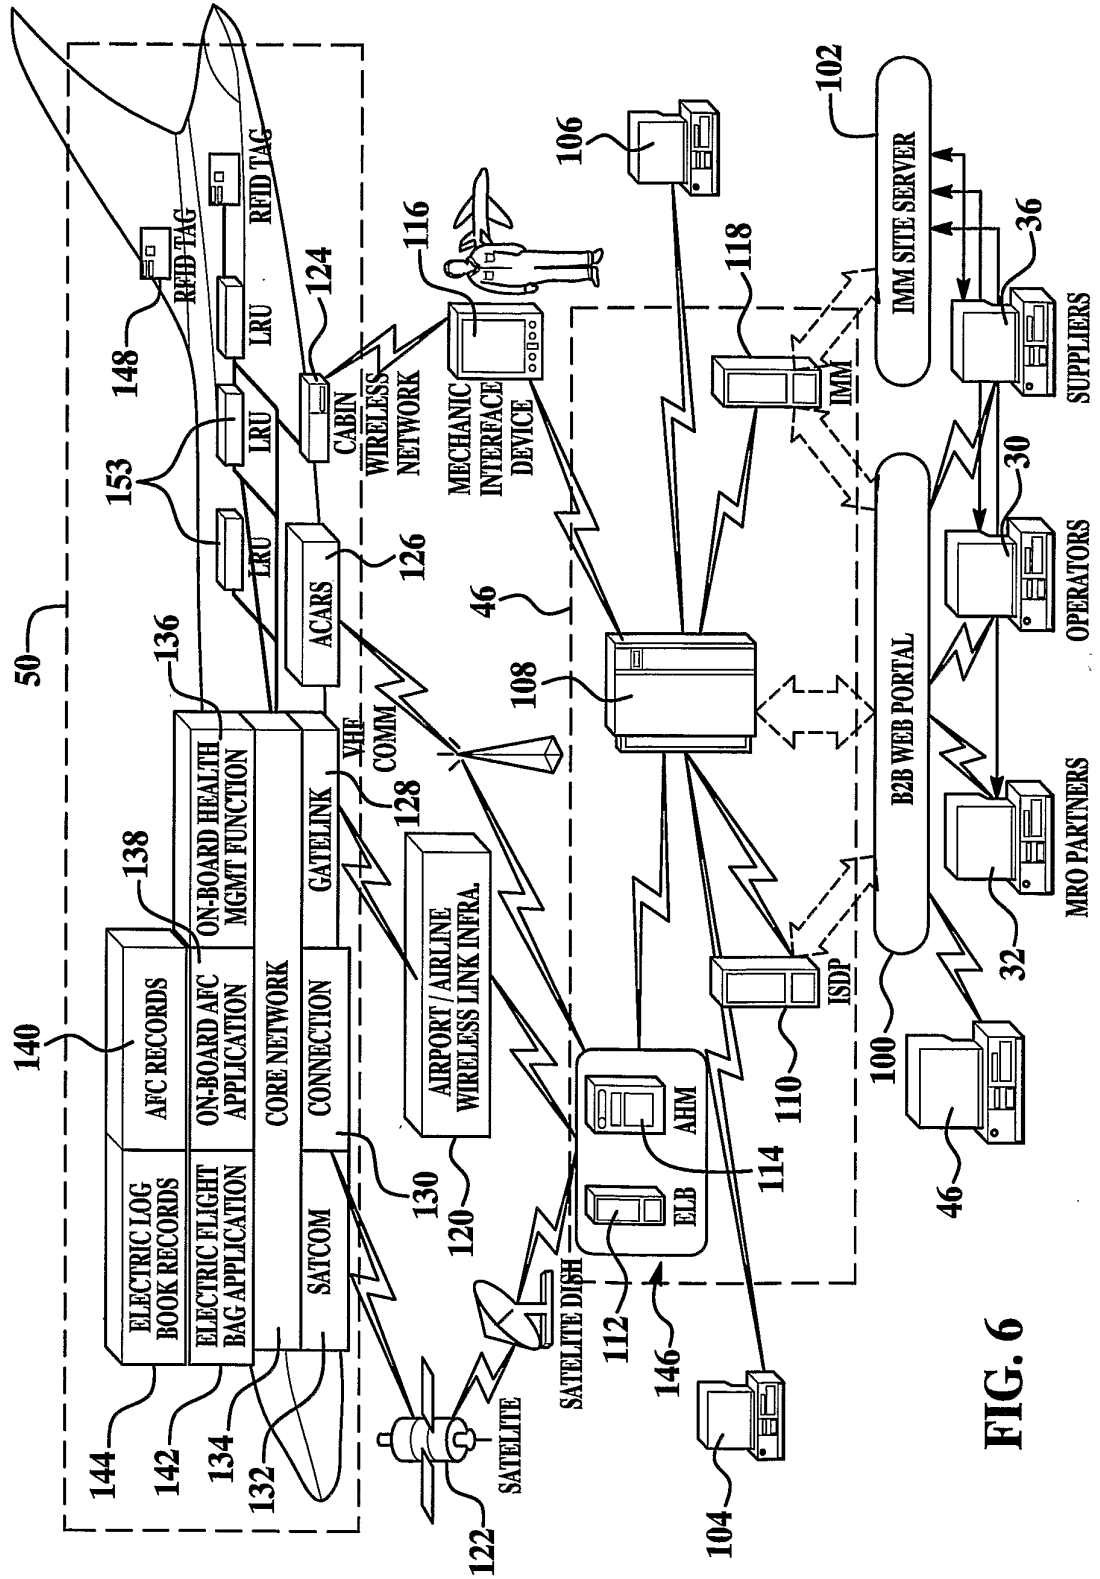 50
140
144
ELECTRIC LOG
BOOK RECORDS
AFC RECORDS
138
136
142
ELECTRIC FLIGHT
BAG APPLICATION
ON-BOARD AFC
APPLICATION
ON-BOARD HEALTH
MGMT FUNCTION
134
CORE NETWORK
132
SATCOM
CONNECTION
GATELINK
130
128
148
RFID TAG
RFID TAG
153
LRU
LRU
LRU
ACARS
126
124
CABIN
WIRELESS
NETWORK
VHF
COMM
122
SATELITE
SATELITE DISH
120
AIRPORT / AIRLINE
WIRELESS LINK INFRA.
MECHANIC
INTERFACE
DEVICE
116
46
106
146
112
ELB
114
AHM
108
118
IMM
104
110
ISDP
100
B2B WEB PORTAL
102
IMM SITE SERVER
46
32
MRO PARTNERS
30
OPERATORS
36
SUPPLIERS
FIG. 6